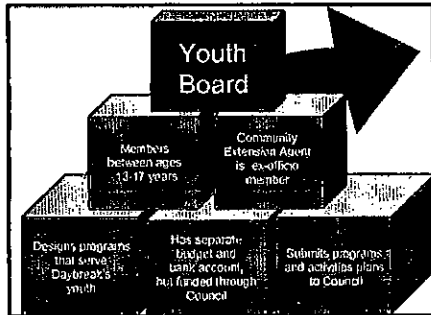 Youth
Board
Members
between ages
13-17 years
Community
Extension Agent
is ex-officio
member
Designs programs
that serve
Daybreak's
youth
Has separate
budget and
bank account,
but funded through
Council
Submits programs
and activities plans
to Council